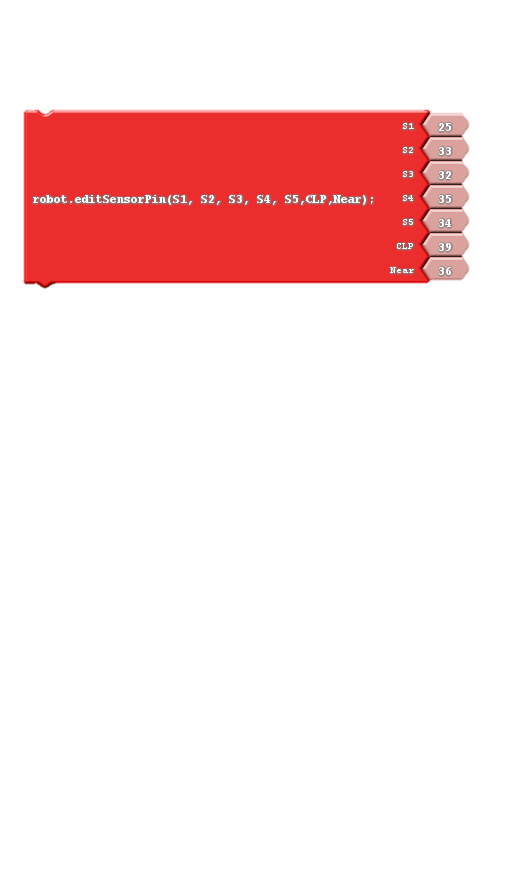 S1 25
S2 33
S3 32
robot.editSensorPin(S1, S2, S3, S4, S5,CLP,Near); S4 35
S5 34
CLP 39
Near 36